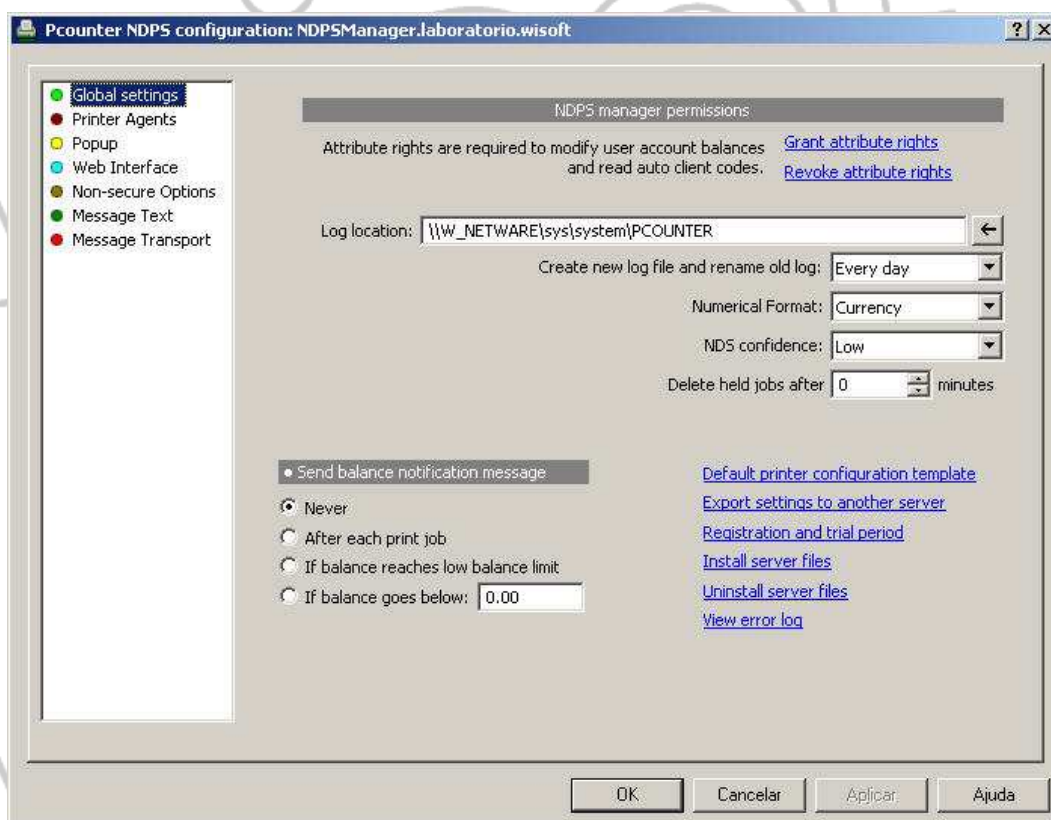 Pcounter NDPS configuration: NDPSManager.laboratorio.wisoft
Global settings
Printer Agents
Popup
Web Interface
Non-secure Options
Message Text
Message Transport
NDPS manager permissions
Attribute rights are required to modify user account balances
and read auto client codes.
Grant attribute rights
Revoke attribute rights
Log location: \\W_NETWARE\sys\system\PCOUNTER
Create new log file and rename old log: Every day
Numerical Format: Currency
NDS confidence: Low
Delete held jobs after 0 minutes
• Send balance notification message
Never
After each print job
If balance reaches low balance limit
If balance goes below: 0.00
Default printer configuration template
Export settings to another server
Registration and trial period
Install server files
Uninstall server files
View error log
OK Cancelar Aplicar Ajuda